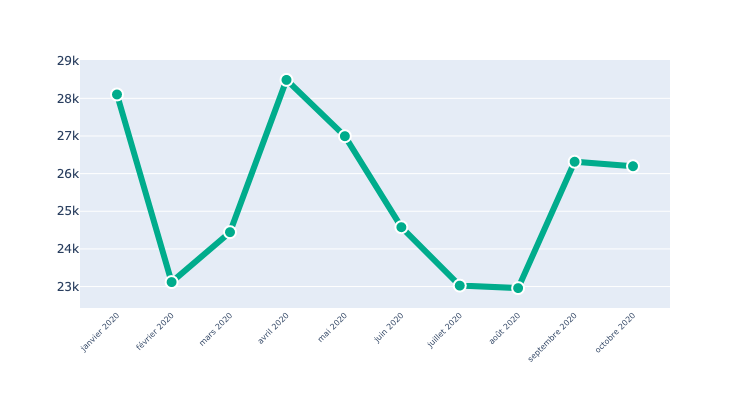 29k
28k
27k
26k
25k
24k
23k
janvier 2020
février 2020
mars 2020
avril 2020
mai 2020
juin 2020
juillet 2020
août 2020
septembre 2020
octobre 2020